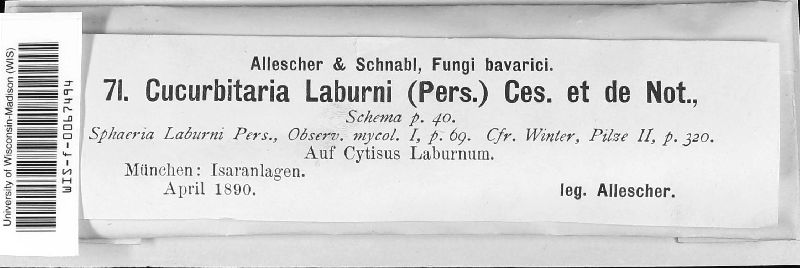 Allescher & Schnabl, Fungi bavarici.
71. Cucurbitaria Laburni (Pers.) Ces. et de Not.,
Schema p. 40.
Sphaeria Laburni Pers., Observ. mycol. I, p. 69. Cfr. Winter, Pilze II, p. 320.
Auf Cytisus Laburnum.
München: Isaranlagen.
April 1890.
leg. Allescher.
University of Wisconsin-Madison (WIS)
WIS-f-0067494